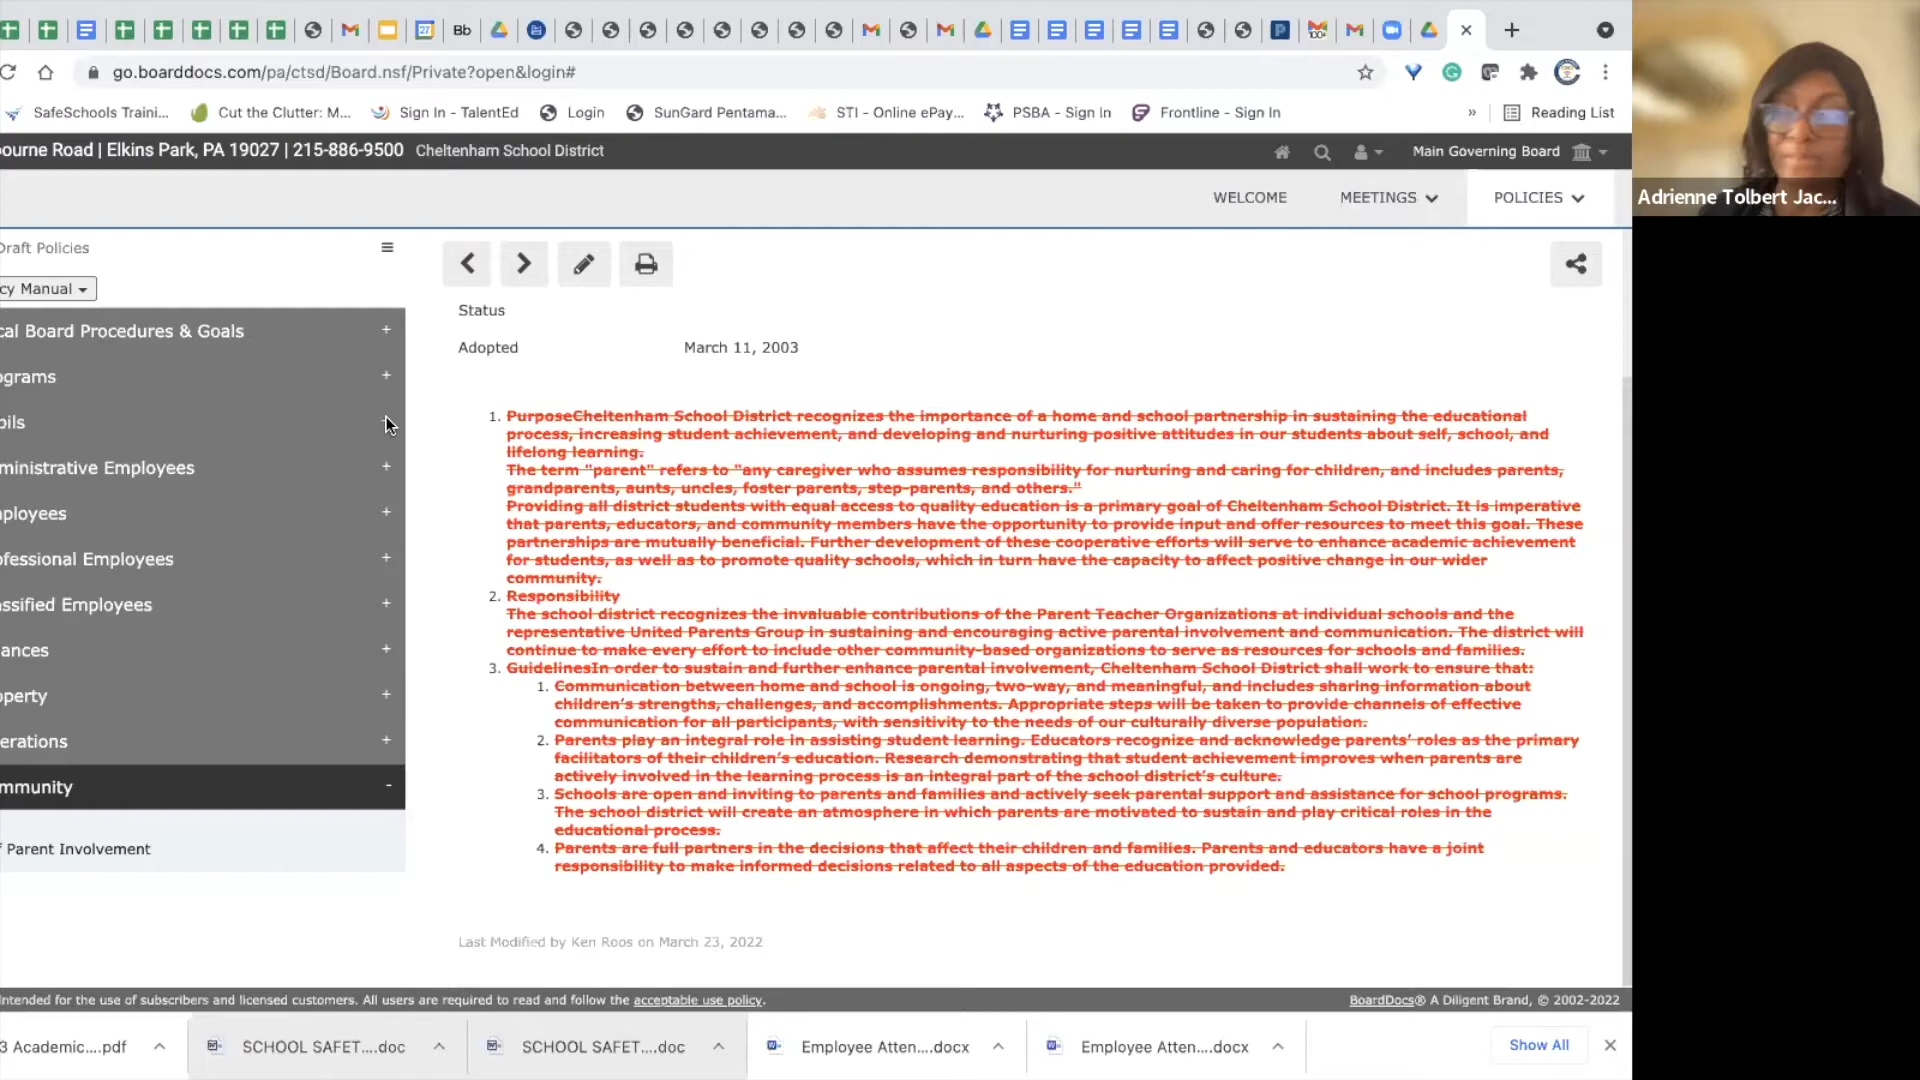 27
Bb
100+
go.boarddocs.com/pa/ctsd/Board.nsf/Private?open&login#
SafeSchools Traini...
Cut the Clutter: M...
Sign In - TalentEd
Login
SunGard Pentama...
STI - Online ePay...
PSBA - Sign In
Frontline - Sign In
»
Reading List
ourne Road | Elkins Park, PA 19027 | 215-886-9500 Cheltenham School District
Main Governing Board
WELCOME
MEETINGS
POLICIES
Draft Policies
cy Manual
cal Board Procedures & Goals +
ograms +
pils
ministrative Employees +
ployees +
ofessional Employees +
assified Employees +
ances +
operty +
erations +
mmunity -
f Parent Involvement
Status
Adopted March 11, 2003
1. PurposeCheltenham School District recognizes the importance of a home and school partnership in sustaining the educational
process, increasing student achievement, and developing and nurturing positive attitudes in our students about self, school, and
lifelong learning.
The term "parent" refers to "any caregiver who assumes responsibility for nurturing and caring for children, and includes parents,
grandparents, aunts, uncles, foster parents, step-parents, and others."
Providing all district students with equal access to quality education is a primary goal of Cheltenham School District. It is imperative
that parents, educators, and community members have the opportunity to provide input and offer resources to meet this goal. These
partnerships are mutually beneficial. Further development of these cooperative efforts will serve to enhance academic achievement
for students, as well as to promote quality schools, which in turn have the capacity to affect positive change in our wider
community.
2. Responsibility
The school district recognizes the invaluable contributions of the Parent Teacher Organizations at individual schools and the
representative United Parents Group in sustaining and encouraging active parental involvement and communication. The district will
continue to make every effort to include other community-based organizations to serve as resources for schools and families.
3. GuidelinesIn order to sustain and further enhance parental involvement, Cheltenham School District shall work to ensure that:
1. Communication between home and school is ongoing, two-way, and meaningful, and includes sharing information about
children's strengths, challenges, and accomplishments. Appropriate steps will be taken to provide channels of effective
communication for all participants, with sensitivity to the needs of our culturally diverse population.
2. Parents play an integral role in assisting student learning. Educators recognize and acknowledge parents' roles as the primary
facilitators of their children's education. Research demonstrating that student achievement improves when parents are
actively involved in the learning process is an integral part of the school district's culture.
3. Schools are open and inviting to parents and families and actively seek parental support and assistance for school programs.
The school district will create an atmosphere in which parents are motivated to sustain and play critical roles in the
educational process.
4. Parents are full partners in the decisions that affect their children and families. Parents and educators have a joint
responsibility to make informed decisions related to all aspects of the education provided.
Last Modified by Ken Roos on March 23, 2022
intended for the use of subscribers and licensed customers. All users are required to read and follow the acceptable use policy.
BoardDocs® A Diligent Brand, © 2002-2022
3 Academic....pdf
SCHOOL SAFET....doc
SCHOOL SAFET....doc
Employee Atten....docx
Employee Atten....docx
Show All
Adrienne Tolbert Jac...